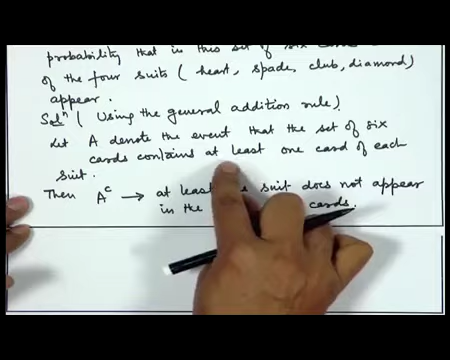 probability that in this set of six cards
of the four suits (heart, spade, club, diamond)
appear.
Solⁿ (Using the general addition rule)
Let A denote the event that the set of six
cards contains at least one card of each
suit.
Then Aᶜ → at least suit does not appear
in the cards.